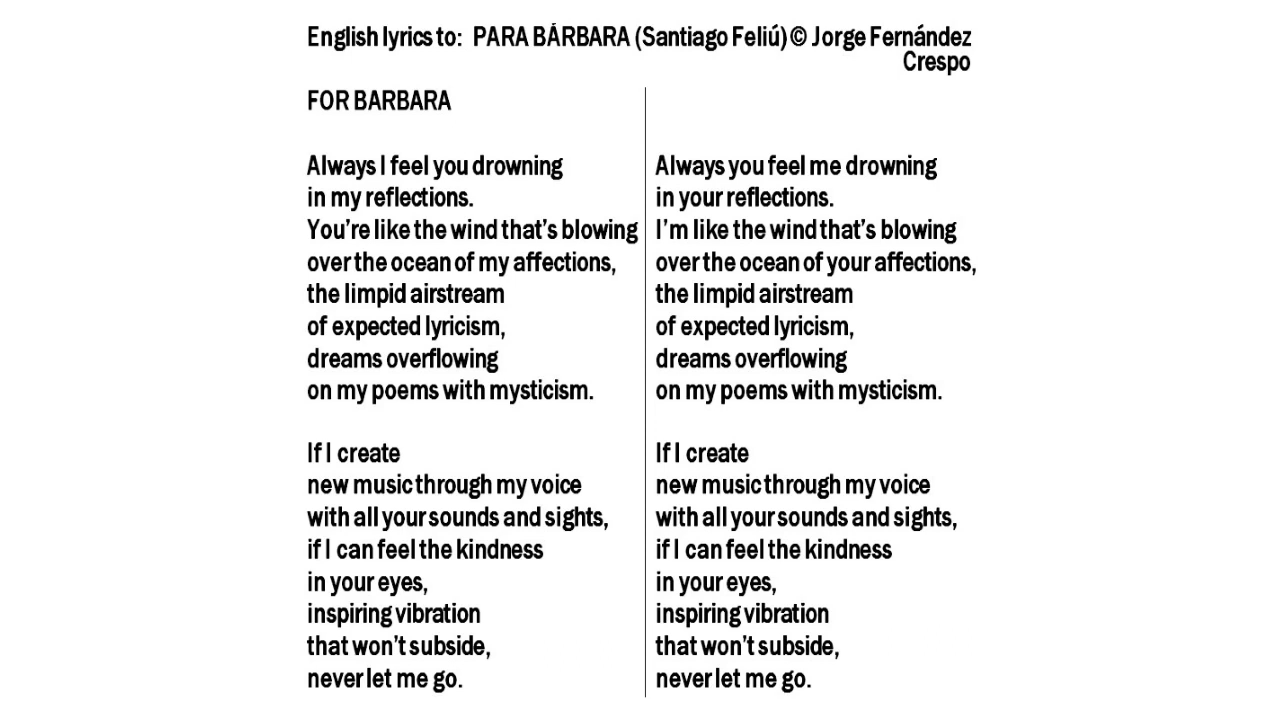 English lyrics to: PARA BÁRBARA (Santiago Feliú) © Jorge Fernández
Crespo
FOR BARBARA
Always I feel you drowning
in my reflections.
You're like the wind that's blowing
over the ocean of my affections,
the limpid airstream
of expected lyricism,
dreams overflowing
on my poems with mysticism.
If I create
new music through my voice
with all your sounds and sights,
if I can feel the kindness
in your eyes,
inspiring vibration
that won't subside,
never let me go.
Always you feel me drowning
in your reflections.
I'm like the wind that's blowing
over the ocean of your affections,
the limpid airstream
of expected lyricism,
dreams overflowing
on my poems with mysticism.
If I create
new music through my voice
with all your sounds and sights,
if I can feel the kindness
in your eyes,
inspiring vibration
that won't subside,
never let me go.